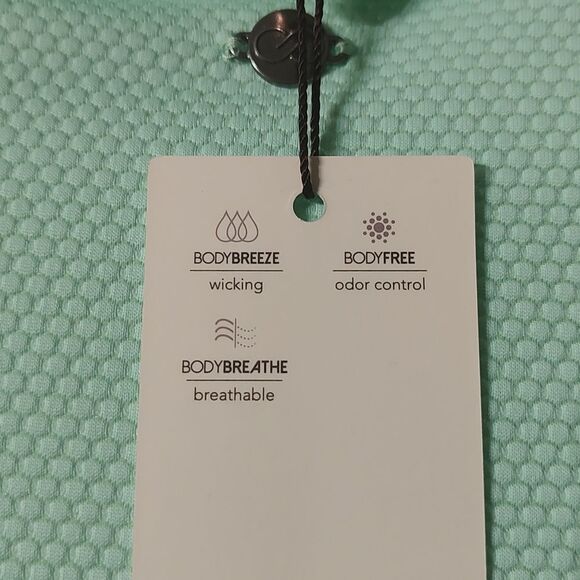 BODYBREEZE
wicking
BODYFREE
odor control
BODYBREATHE
breathable